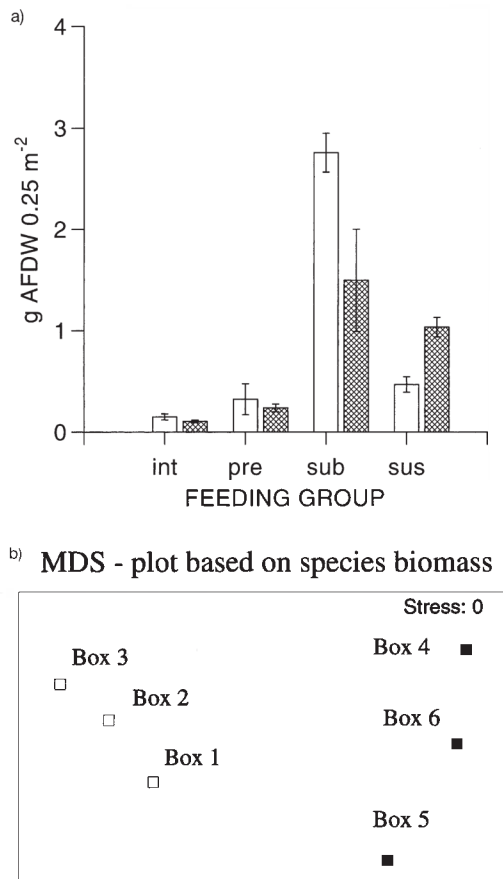 a)
4
3
2
1
0
g AFDW 0.25 m-2
int pre sub sus
FEEDING GROUP
b) MDS - plot based on species biomass
Stress: 0
Box 4
Box 3
Box 2
Box 6
Box 1
Box 5